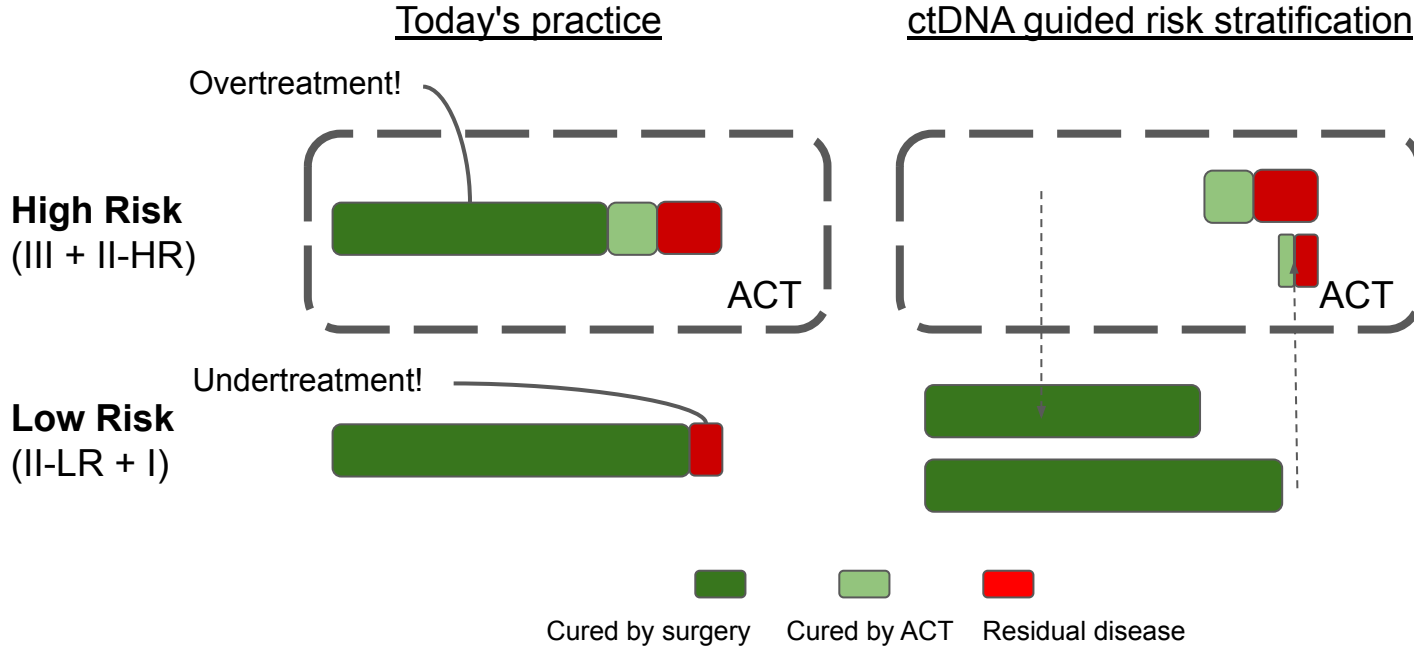 Today's practice
ctDNA guided risk stratification
Overtreatment!
High Risk
(III + II-HR)
ACT
ACT
Undertreatment!
Low Risk
(II-LR + I)
Cured by surgery
Cured by ACT
Residual disease